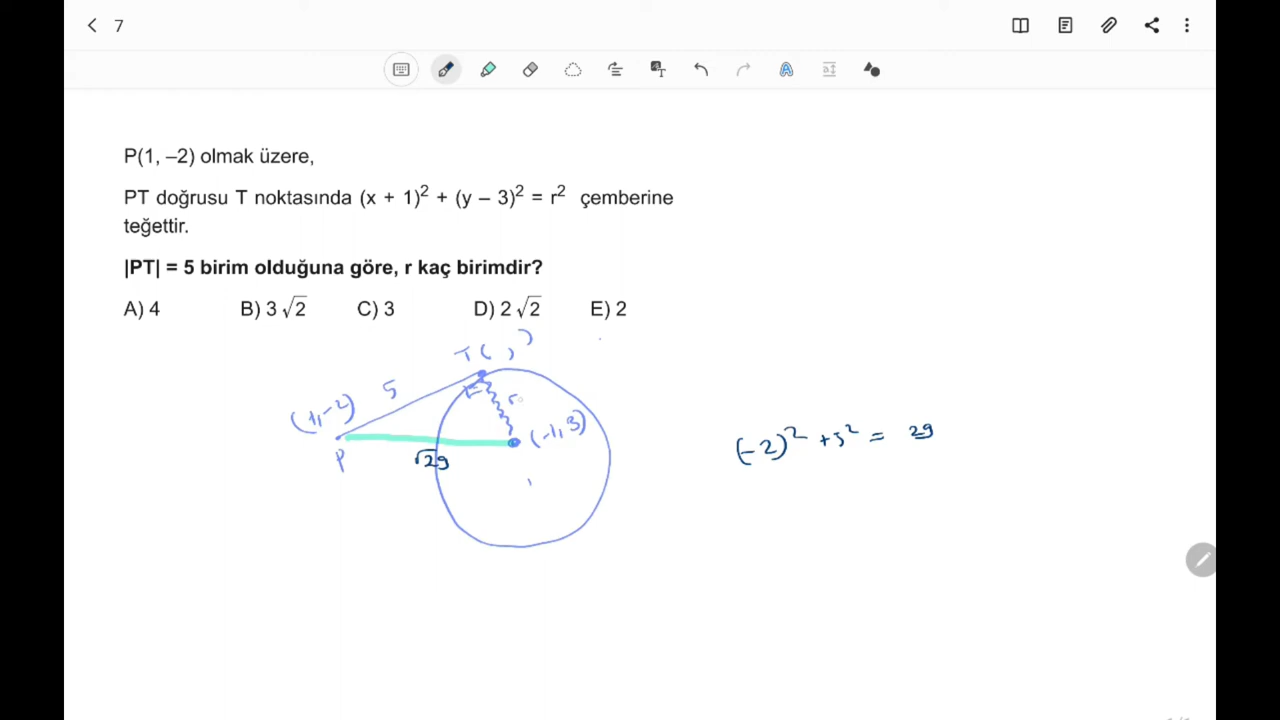 7
P(1, –2) olmak üzere,
PT doğrusu T noktasında (x + 1)² + (y – 3)² = r² çemberine
teğettir.
|PT| = 5 birim olduğuna göre, r kaç birimdir?
A) 4 B) 3 √2 C) 3 D) 2 √2 E) 2
T( , )
5
r
(1,-2)
(-1,3)
P
√29
(-2)² + 5² = 29